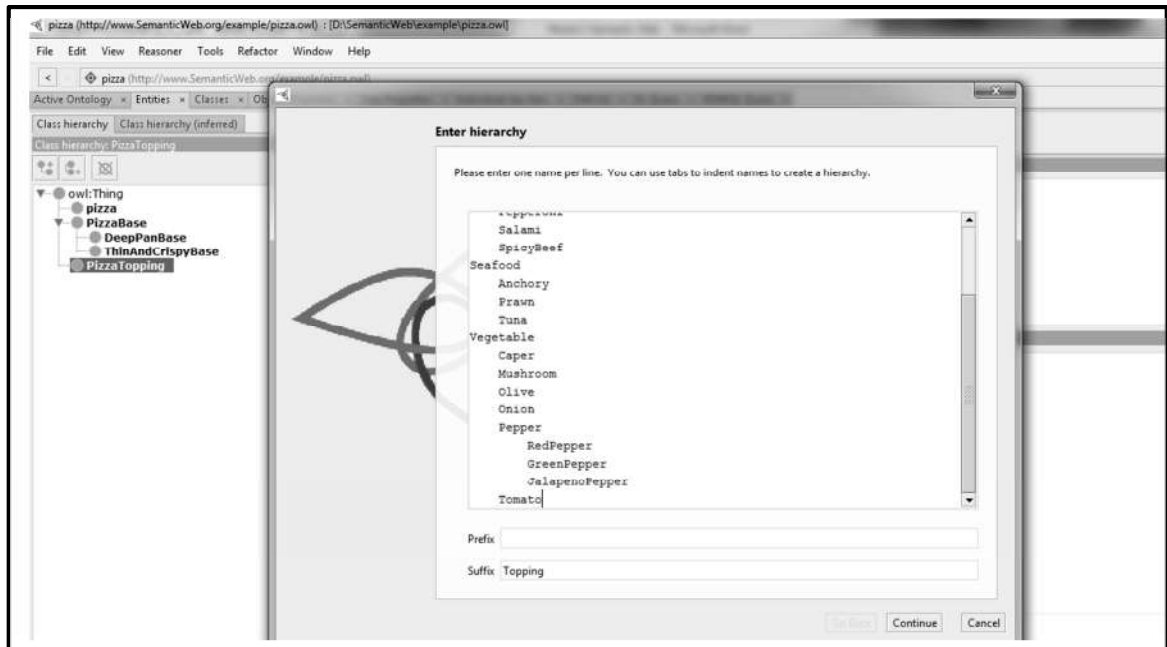 pizza (http://www.SemanticWeb.org/example/pizza.owl) : [D:\SemanticWeb\example\pizza.owl]
File Edit View Reasoner Tools Refactor Window Help
< pizza (http://www.SemanticWeb.org/example/pizza.owl)
Active Ontology × Entities × Classes × Ob
Class hierarchy Class hierarchy (inferred)
Class hierarchy: PizzaTopping
owl:Thing
pizza
PizzaBase
DeepPanBase
ThinAndCrispyBase
PizzaTopping
Enter hierarchy
Please enter one name per line. You can use tabs to indent names to create a hierarchy.
Salami
SpicyBeef
Seafood
Anchory
Prawn
Tuna
Vegetable
Caper
Mushroom
Olive
Onion
Pepper
RedPepper
GreenPepper
JalapenoPepper
Tomato
Prefix
Suffix Topping
Continue Cancel